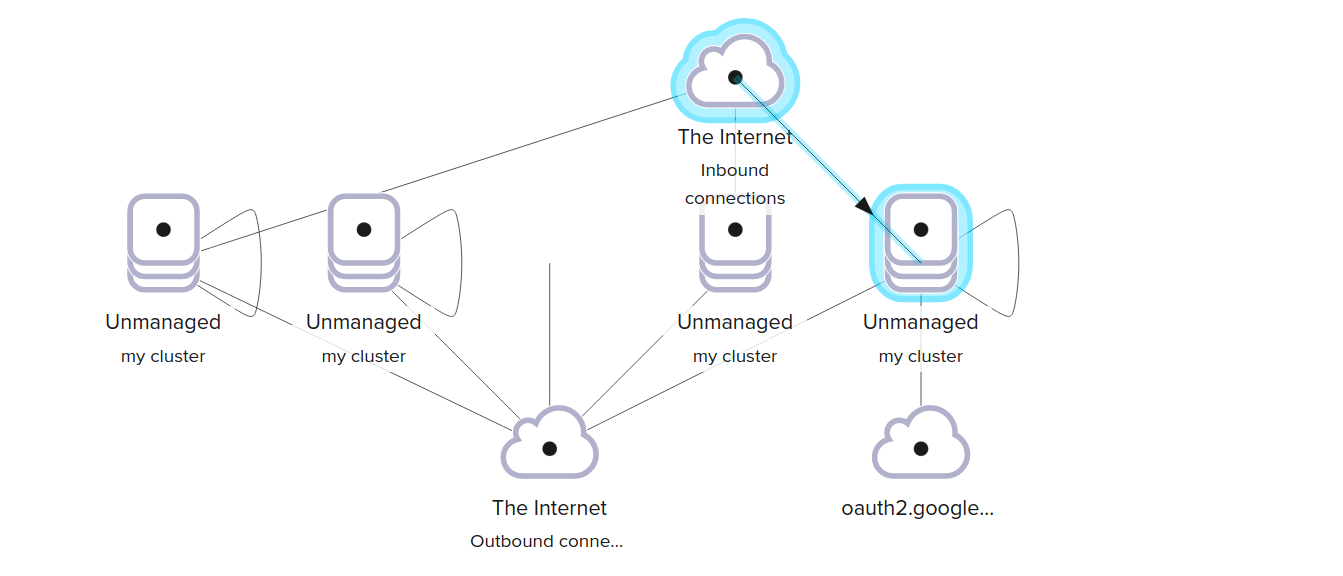 The Internet
Inbound
connections
Unmanaged
my cluster
Unmanaged
my cluster
Unmanaged
my cluster
Unmanaged
my cluster
The Internet
Outbound conne...
oauth2.google...